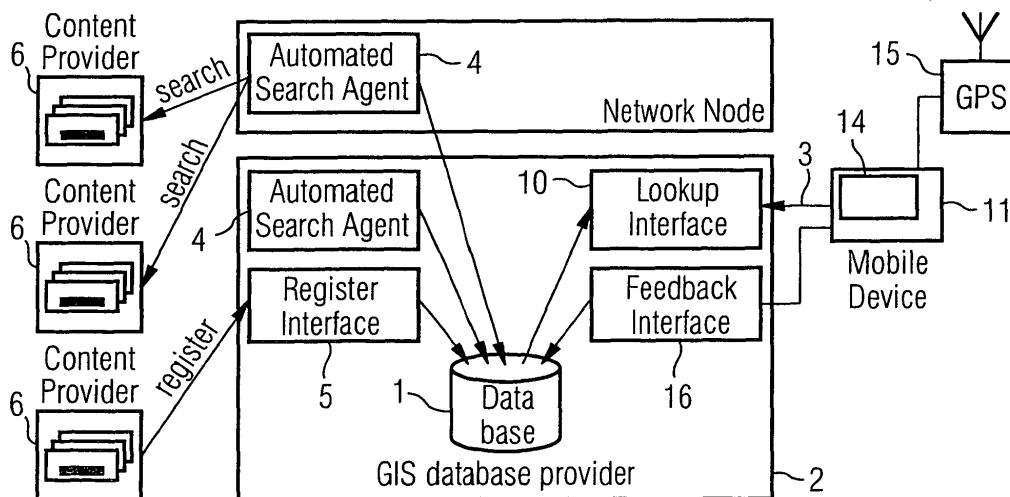 Content
Provider
6
search
search
Automated
Search Agent
4
Network Node
15
GPS
Content
Provider
6
Automated
Search Agent
4
10
Lookup
Interface
3
14
11
Mobile
Device
Register
Interface
5
Feedback
Interface
16
register
Content
Provider
6
1
Data
base
GIS database provider
2